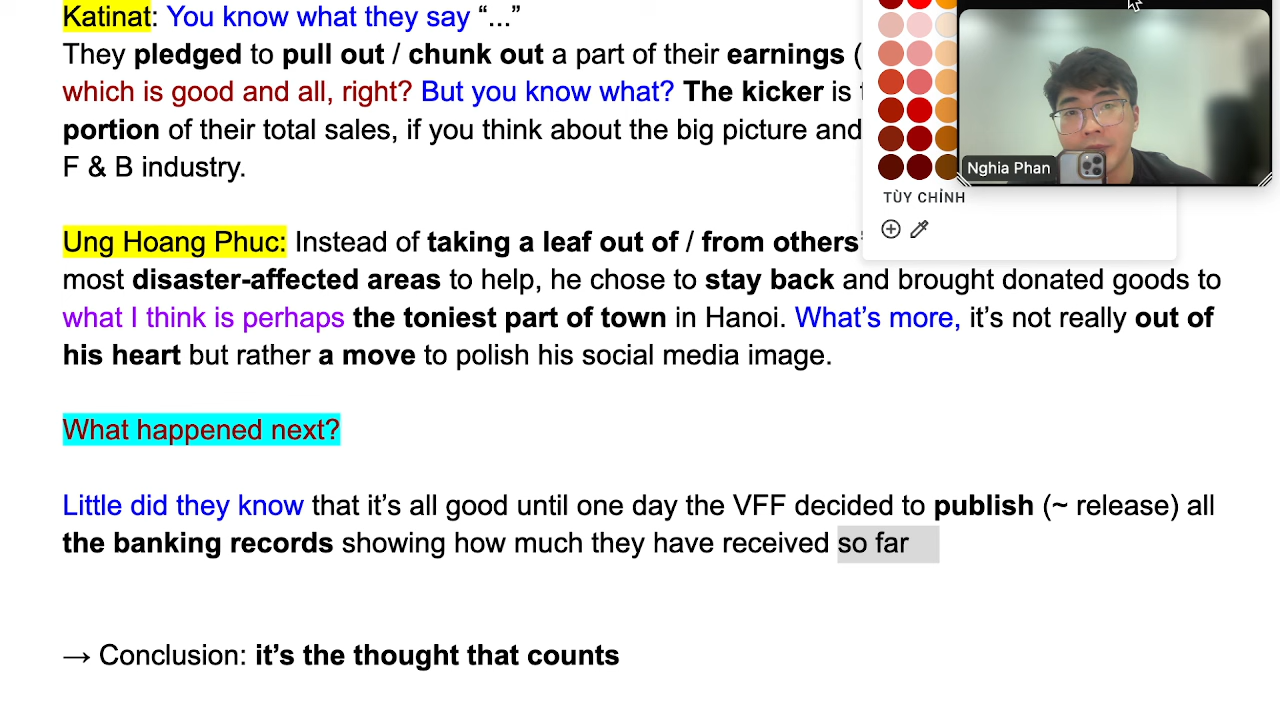 Katinat: You know what they say “...”
They pledged to pull out / chunk out a part of their earnings (
which is good and all, right? But you know what? The kicker is
portion of their total sales, if you think about the big picture and
F & B industry.
Ung Hoang Phuc: Instead of taking a leaf out of / from others’
most disaster-affected areas to help, he chose to stay back and brought donated goods to
what I think is perhaps the toniest part of town in Hanoi. What’s more, it’s not really out of
his heart but rather a move to polish his social media image.
What happened next?
Little did they know that it’s all good until one day the VFF decided to publish (~ release) all
the banking records showing how much they have received so far
→ Conclusion: it’s the thought that counts
TÙY CHỈNH
Nghia Phan